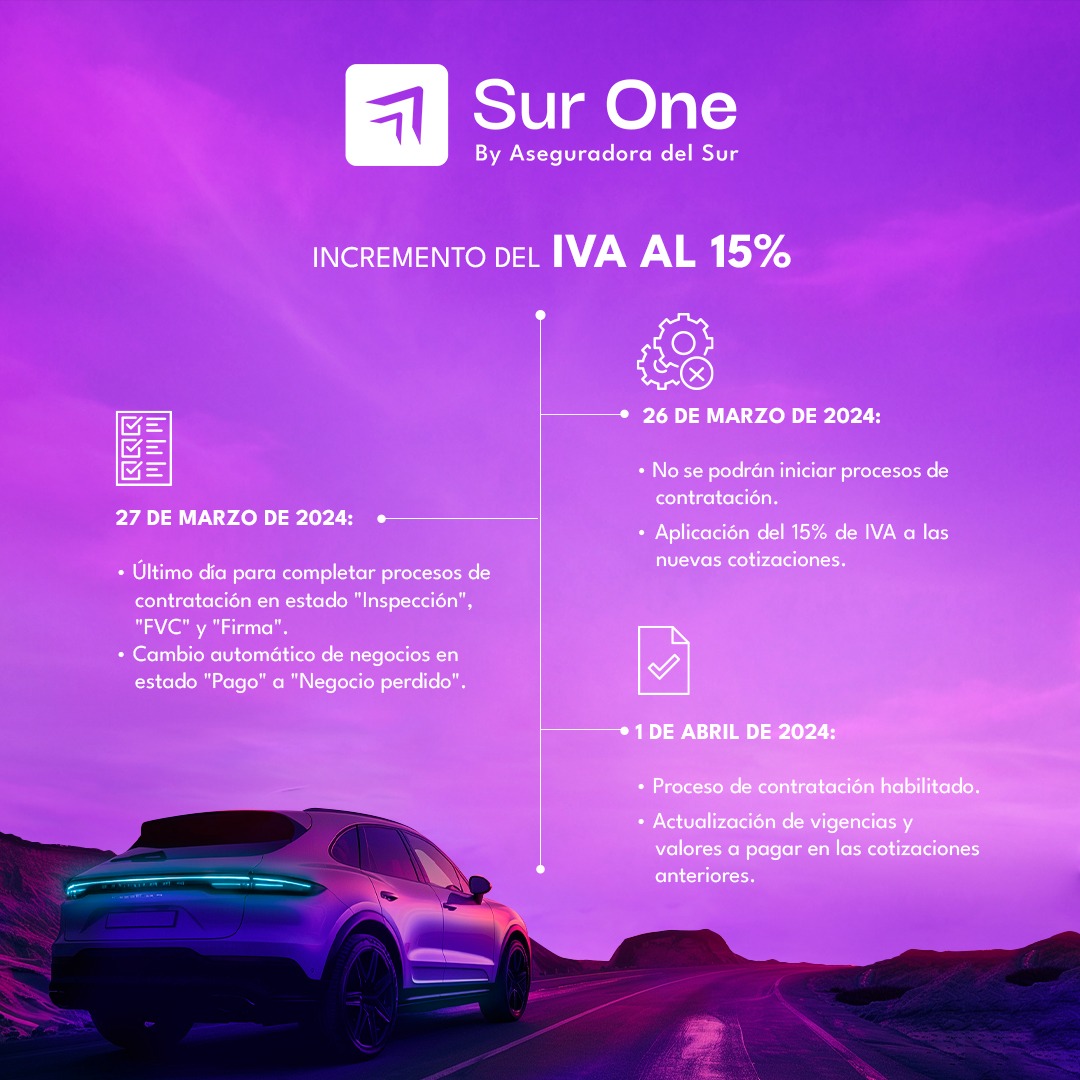 Sur One
By Aseguradora del Sur
INCREMENTO DEL IVA AL 15%
26 DE MARZO DE 2024:
• No se podrán iniciar procesos de
contratación.
• Aplicación del 15% de IVA a las
nuevas cotizaciones.
27 DE MARZO DE 2024:
• Último día para completar procesos de
contratación en estado "Inspección",
"FVC" y "Firma".
• Cambio automático de negocios en
estado "Pago" a "Negocio perdido".
1 DE ABRIL DE 2024:
• Proceso de contratación habilitado.
• Actualización de vigencias y
valores a pagar en las cotizaciones
anteriores.